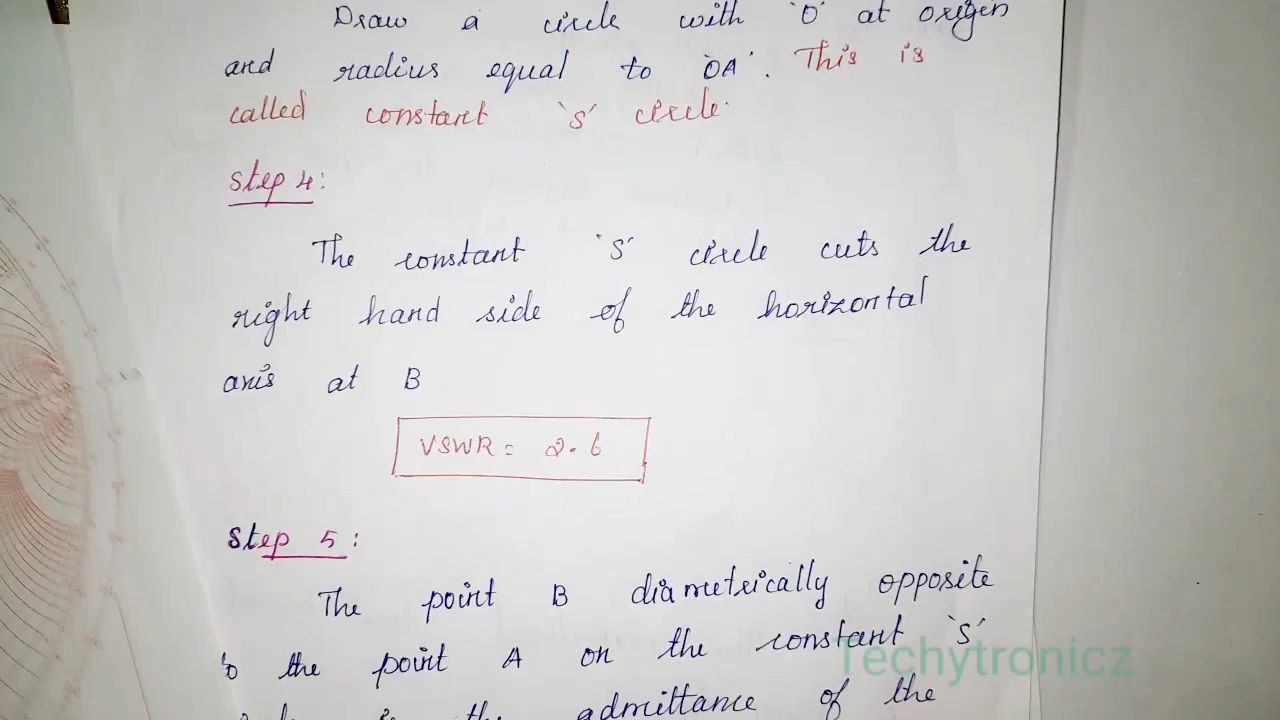 Draw a circle with 'O' at origin
and radius equal to 'OA'. This is
called constant 'S' circle.
Step 4:
The constant 'S' circle cuts the
right hand side of the horizontal
axis at B
VSWR = 2.6
Step 5:
The point B diametrically opposite
to the point A on the constant 'S'
the admittance of the
Techytronicz